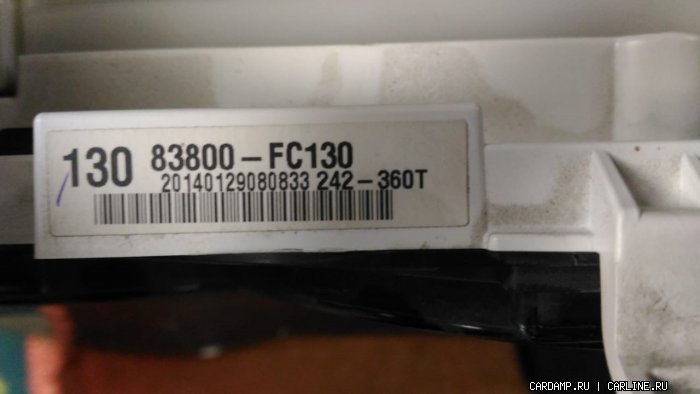 130 83800-FC130
20140129080833 242-360T
CARDAMP.RU | CARLINE.RU